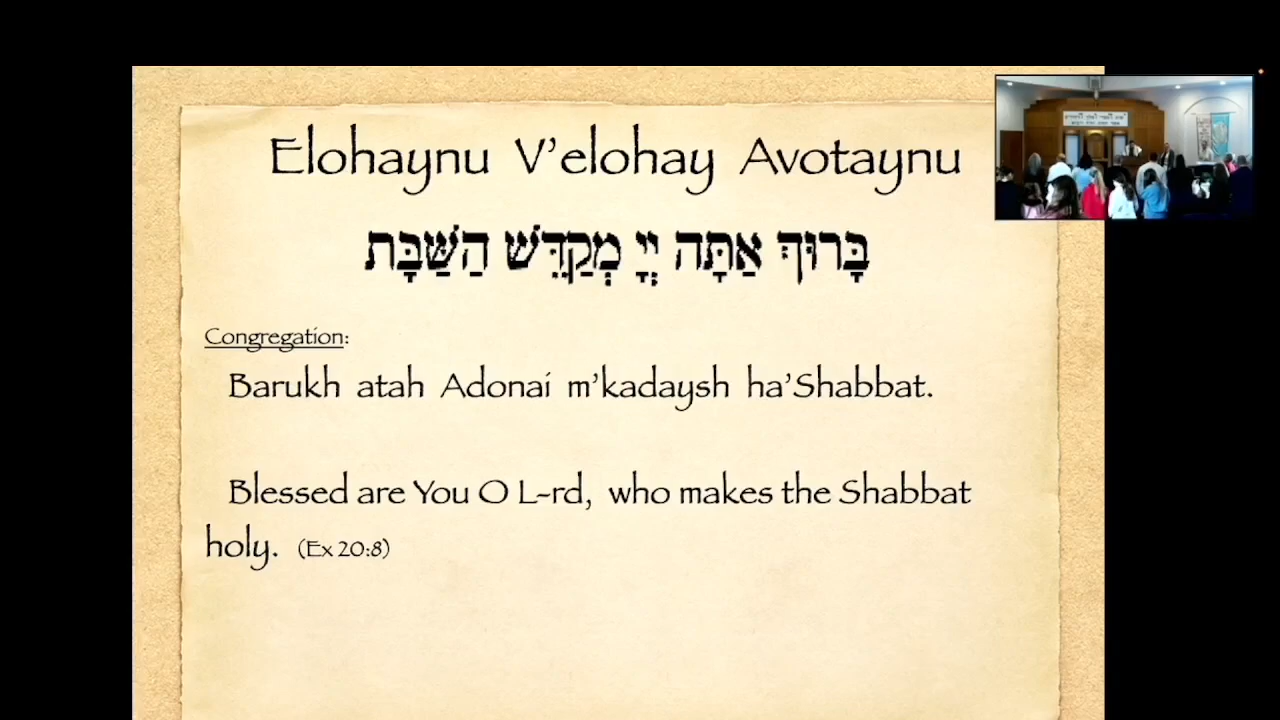 Elohaynu V'elohay Avotaynu
בָּרוּךְ אַתָּה יְיָ מְקַדֵּשׁ הַשַּׁבָּת
Congregation:
Barukh atah Adonai m'kadaysh ha'Shabbat.
Blessed are You O L-rd, who makes the Shabbat
holy. (Ex 20:8)